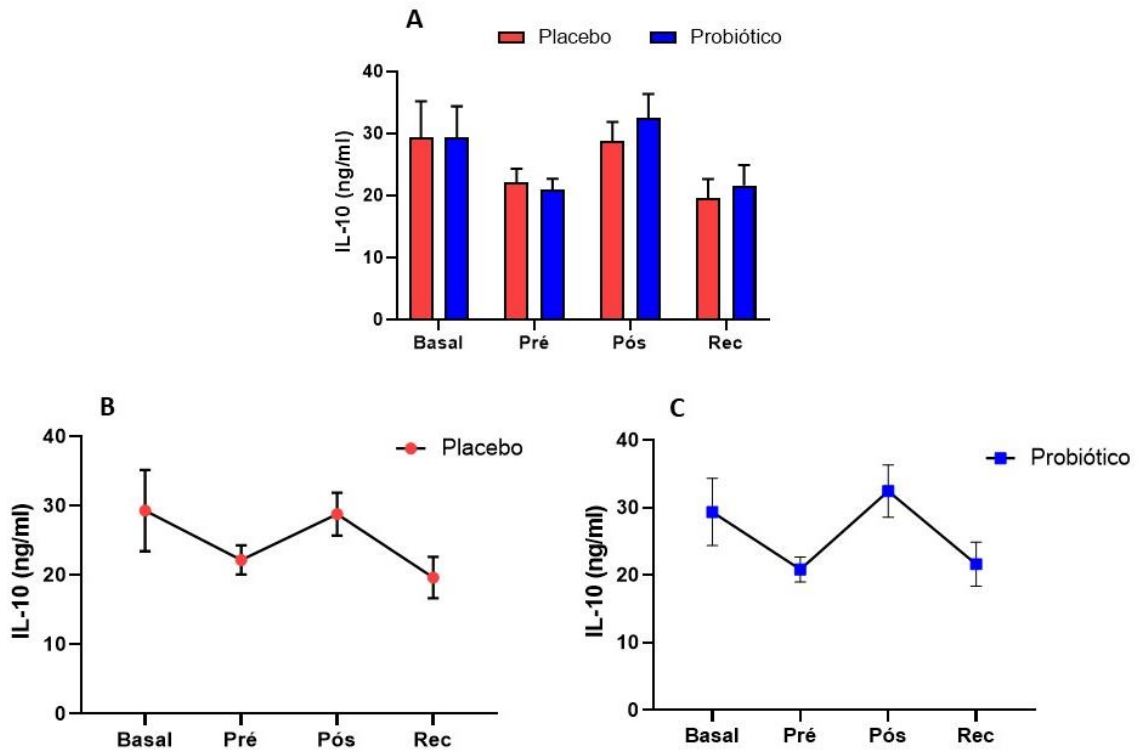 A
Placebo Probiótico
IL-10 (ng/ml)
40
30
20
10
0
Basal Pré Pós Rec
B
Placebo
IL-10 (ng/ml)
40
30
20
10
0
Basal Pré Pós Rec
C
Probiótico
IL-10 (ng/ml)
40
30
20
10
0
Basal Pré Pós Rec